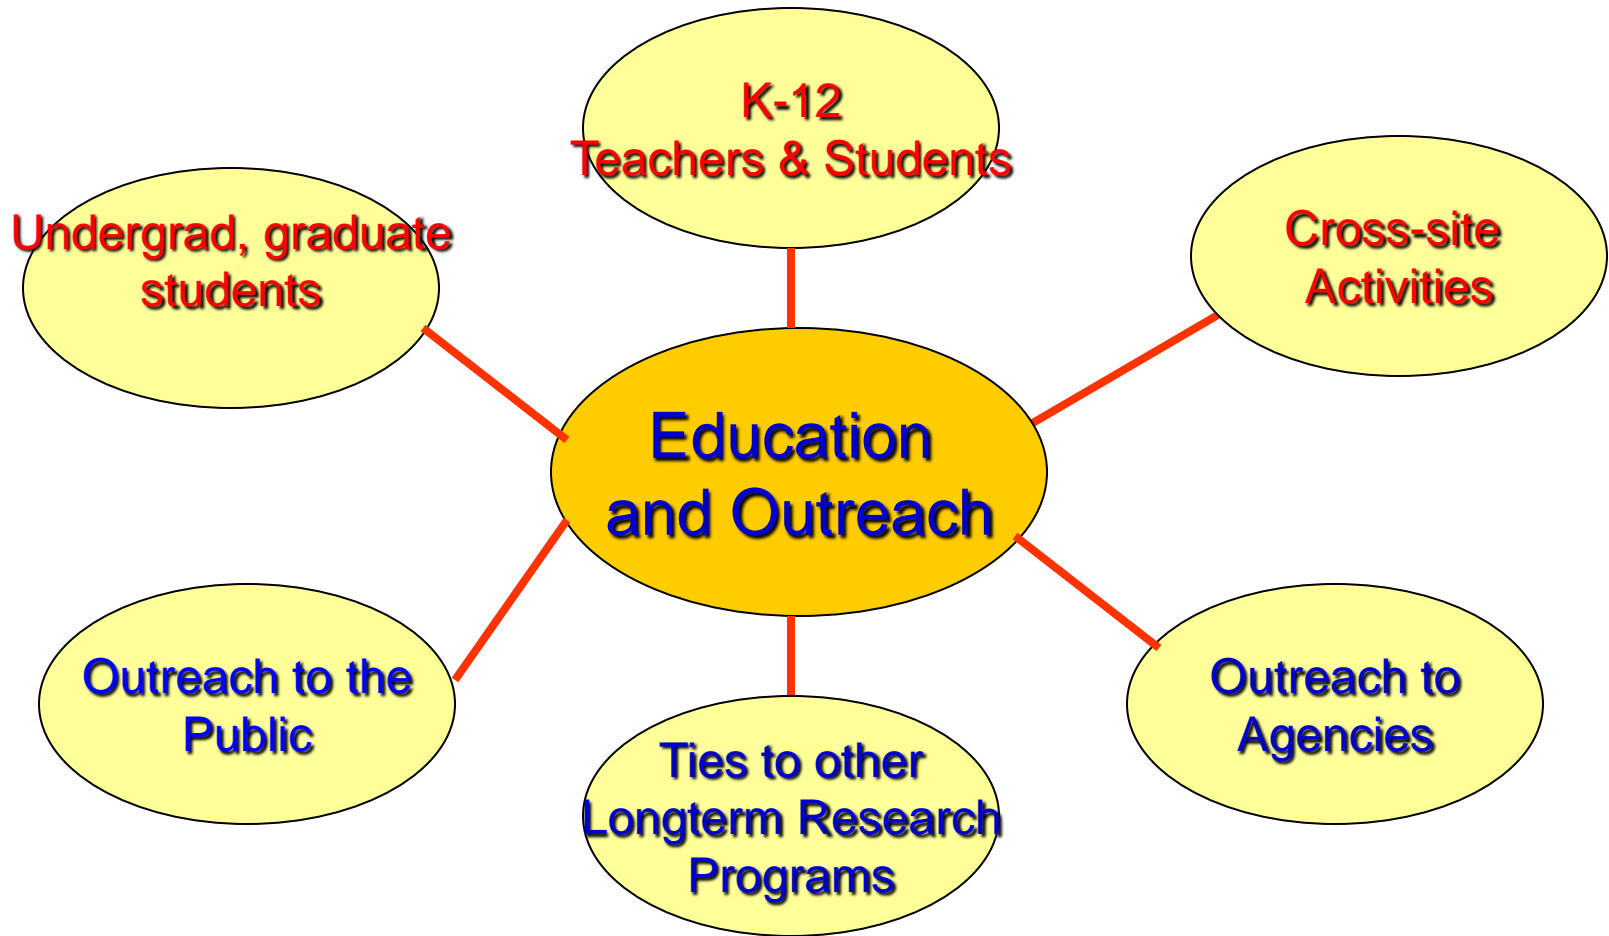 K-12
Teachers & Students
Undergrad, graduate
students
Cross-site
Activities
Education
and Outreach
Outreach to the
Public
Ties to other
Longterm Research
Programs
Outreach to
Agencies